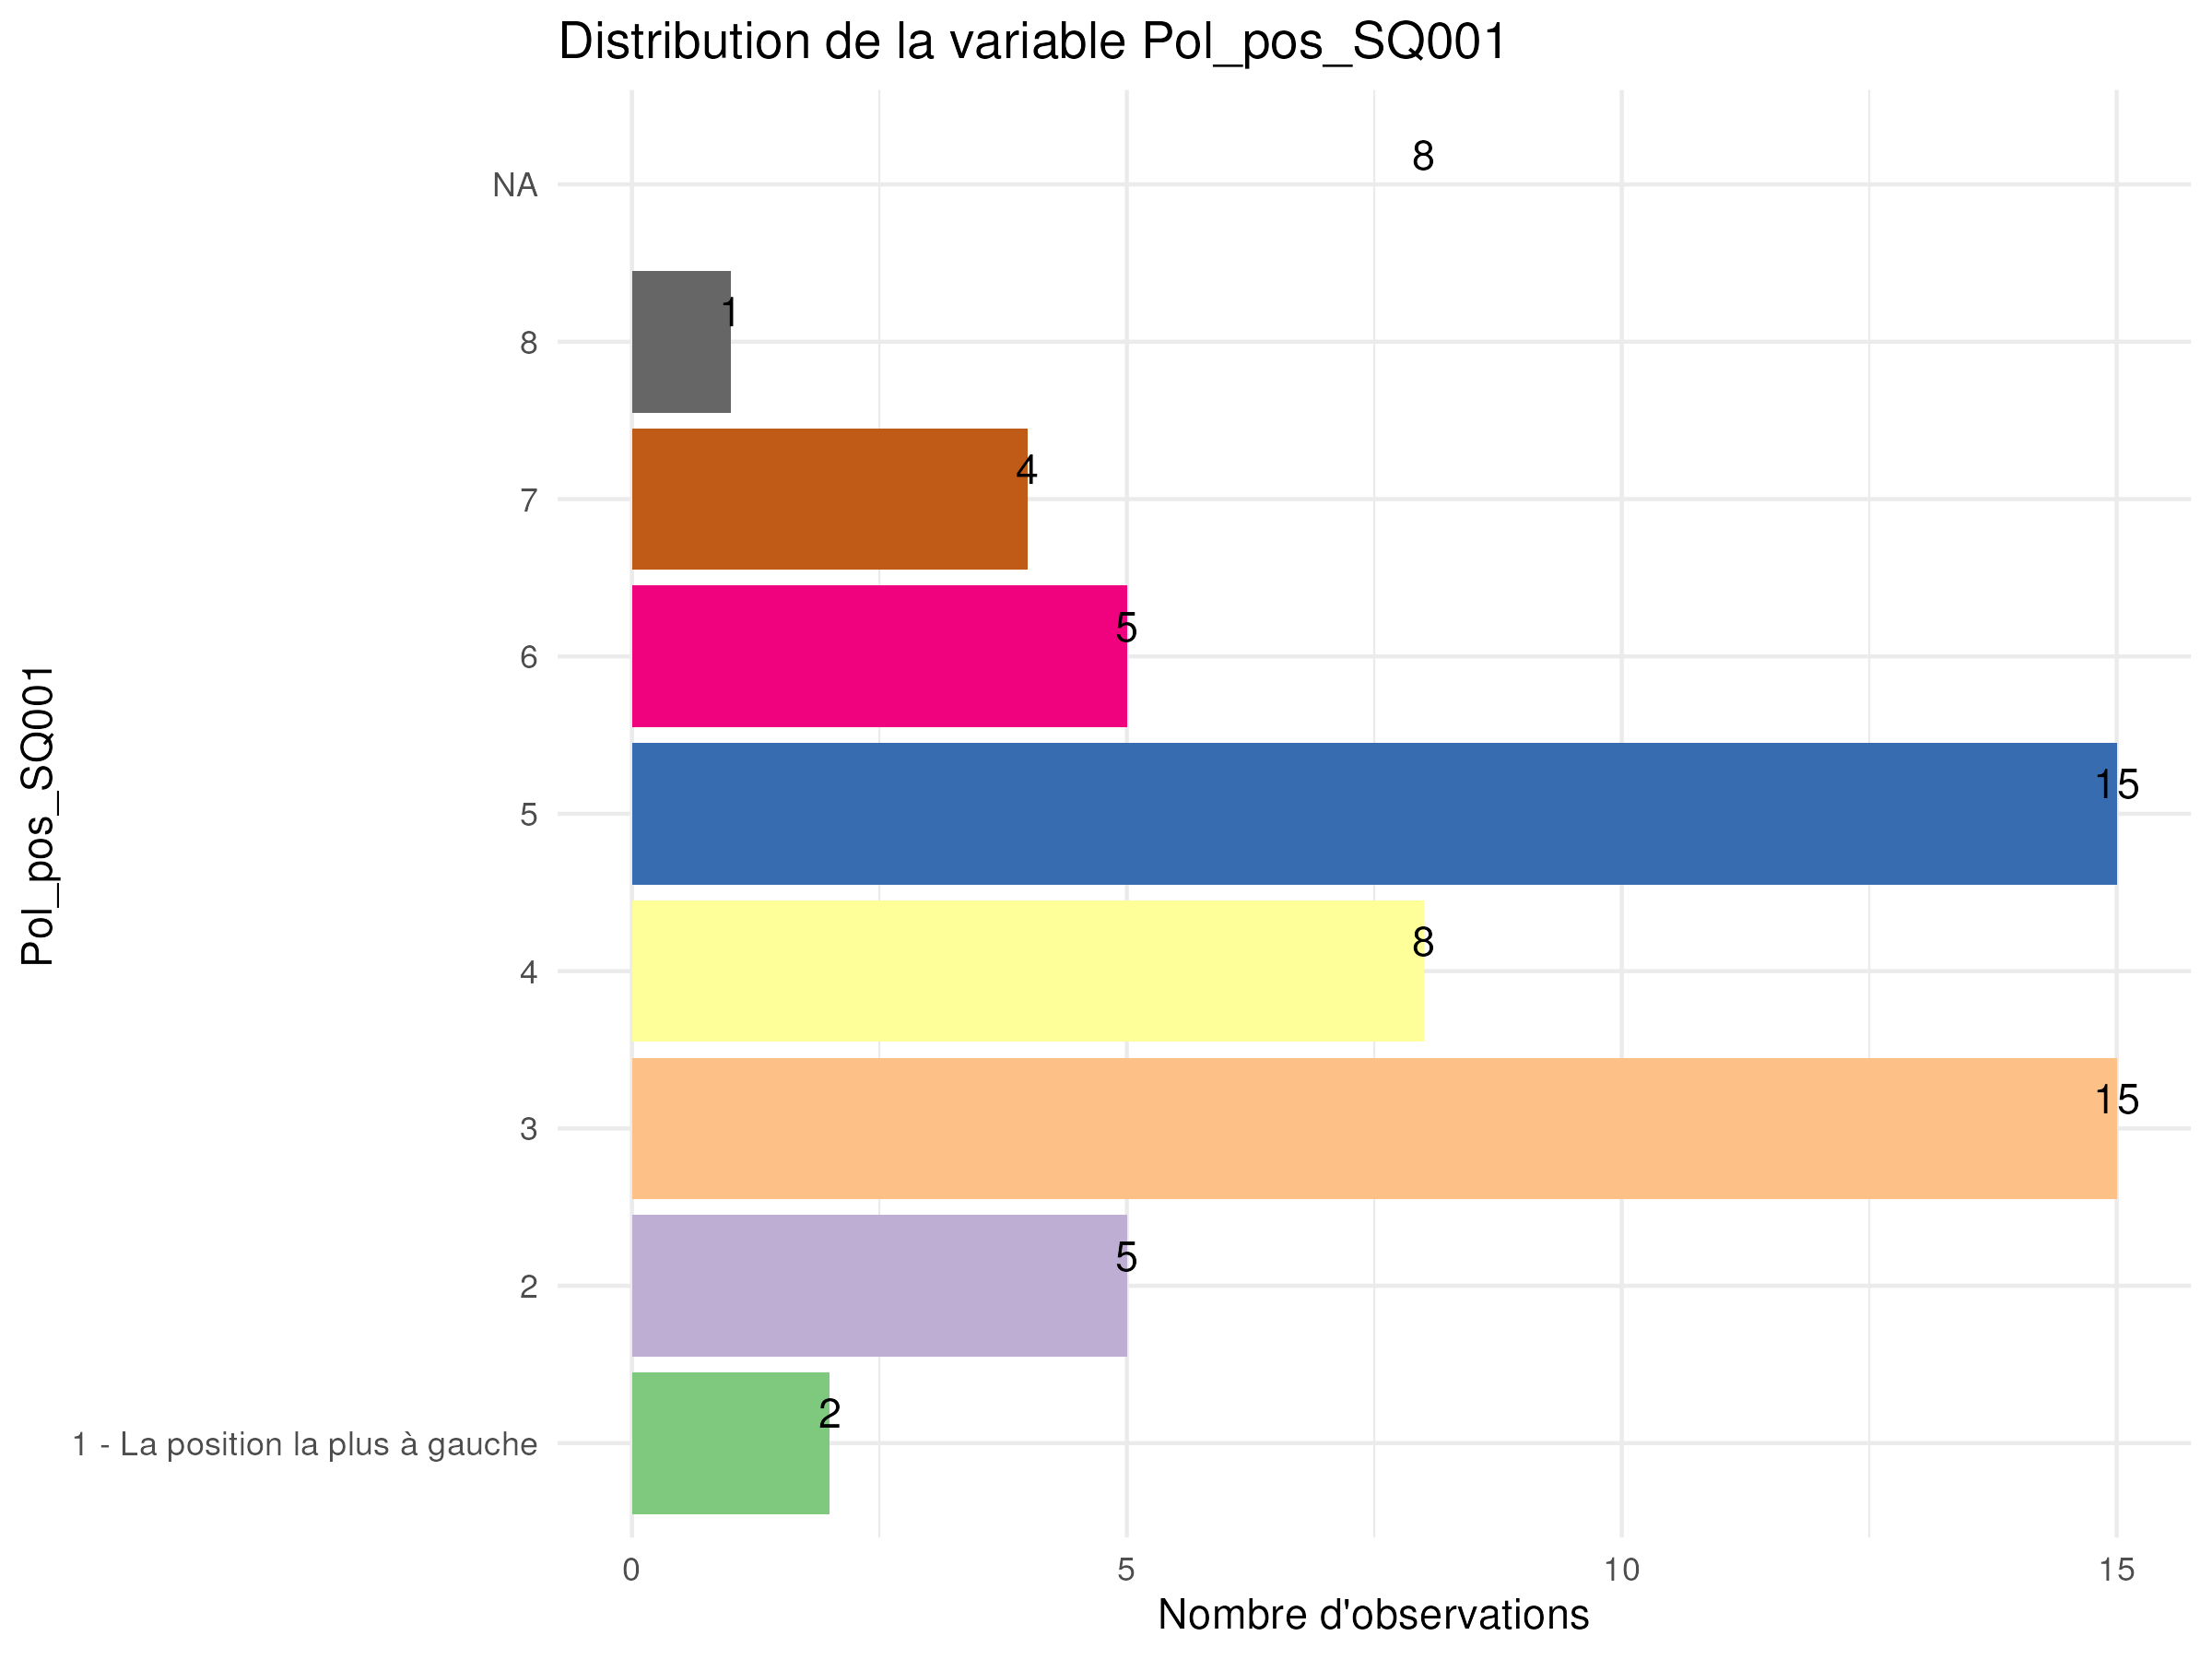 Distribution de la variable Pol_pos_SQ001
NA
8
8
1
7
4
6
5
5
15
4
8
3
15
2
5
1 - La position la plus à gauche
2
Pol_pos_SQ001
0 5 10 15
Nombre d'observations